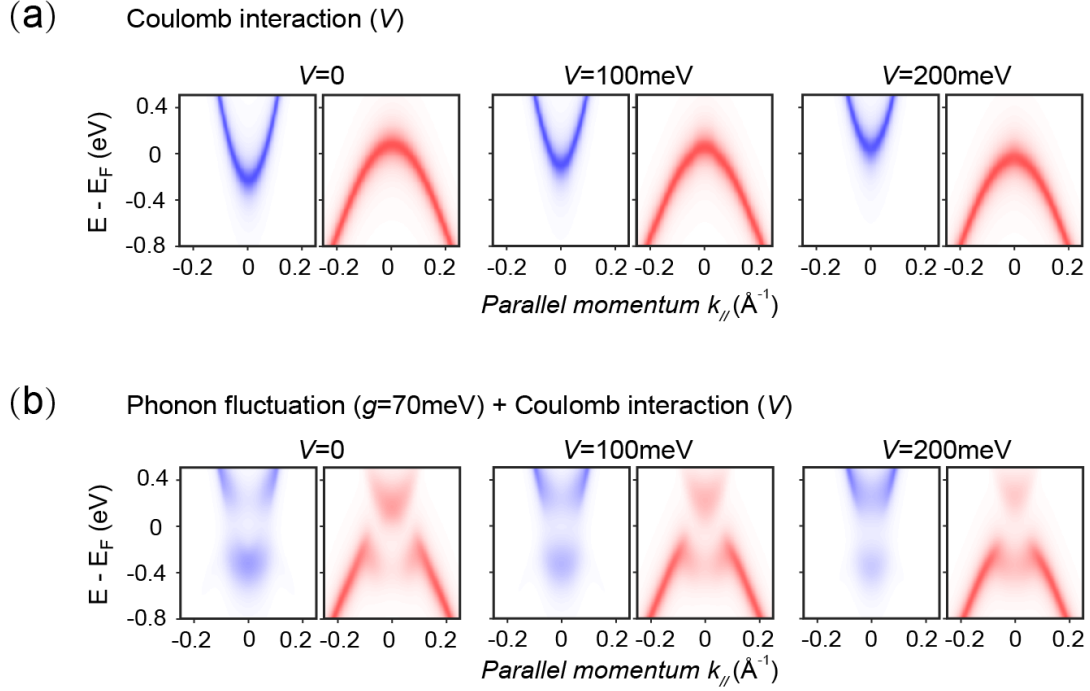 (a) Coulomb interaction (V)
V=0 V=100meV V=200meV
E - E_F (eV)
0.4
0
-0.4
-0.8
-0.2 0 0.2 -0.2 0 0.2 -0.2 0 0.2 -0.2 0 0.2 -0.2 0 0.2 -0.2 0 0.2
Parallel momentum k_// (Å^-1)
(b) Phonon fluctuation (g=70meV) + Coulomb interaction (V)
V=0 V=100meV V=200meV
E - E_F (eV)
0.4
0
-0.4
-0.8
-0.2 0 0.2 -0.2 0 0.2 -0.2 0 0.2 -0.2 0 0.2 -0.2 0 0.2 -0.2 0 0.2
Parallel momentum k_// (Å^-1)